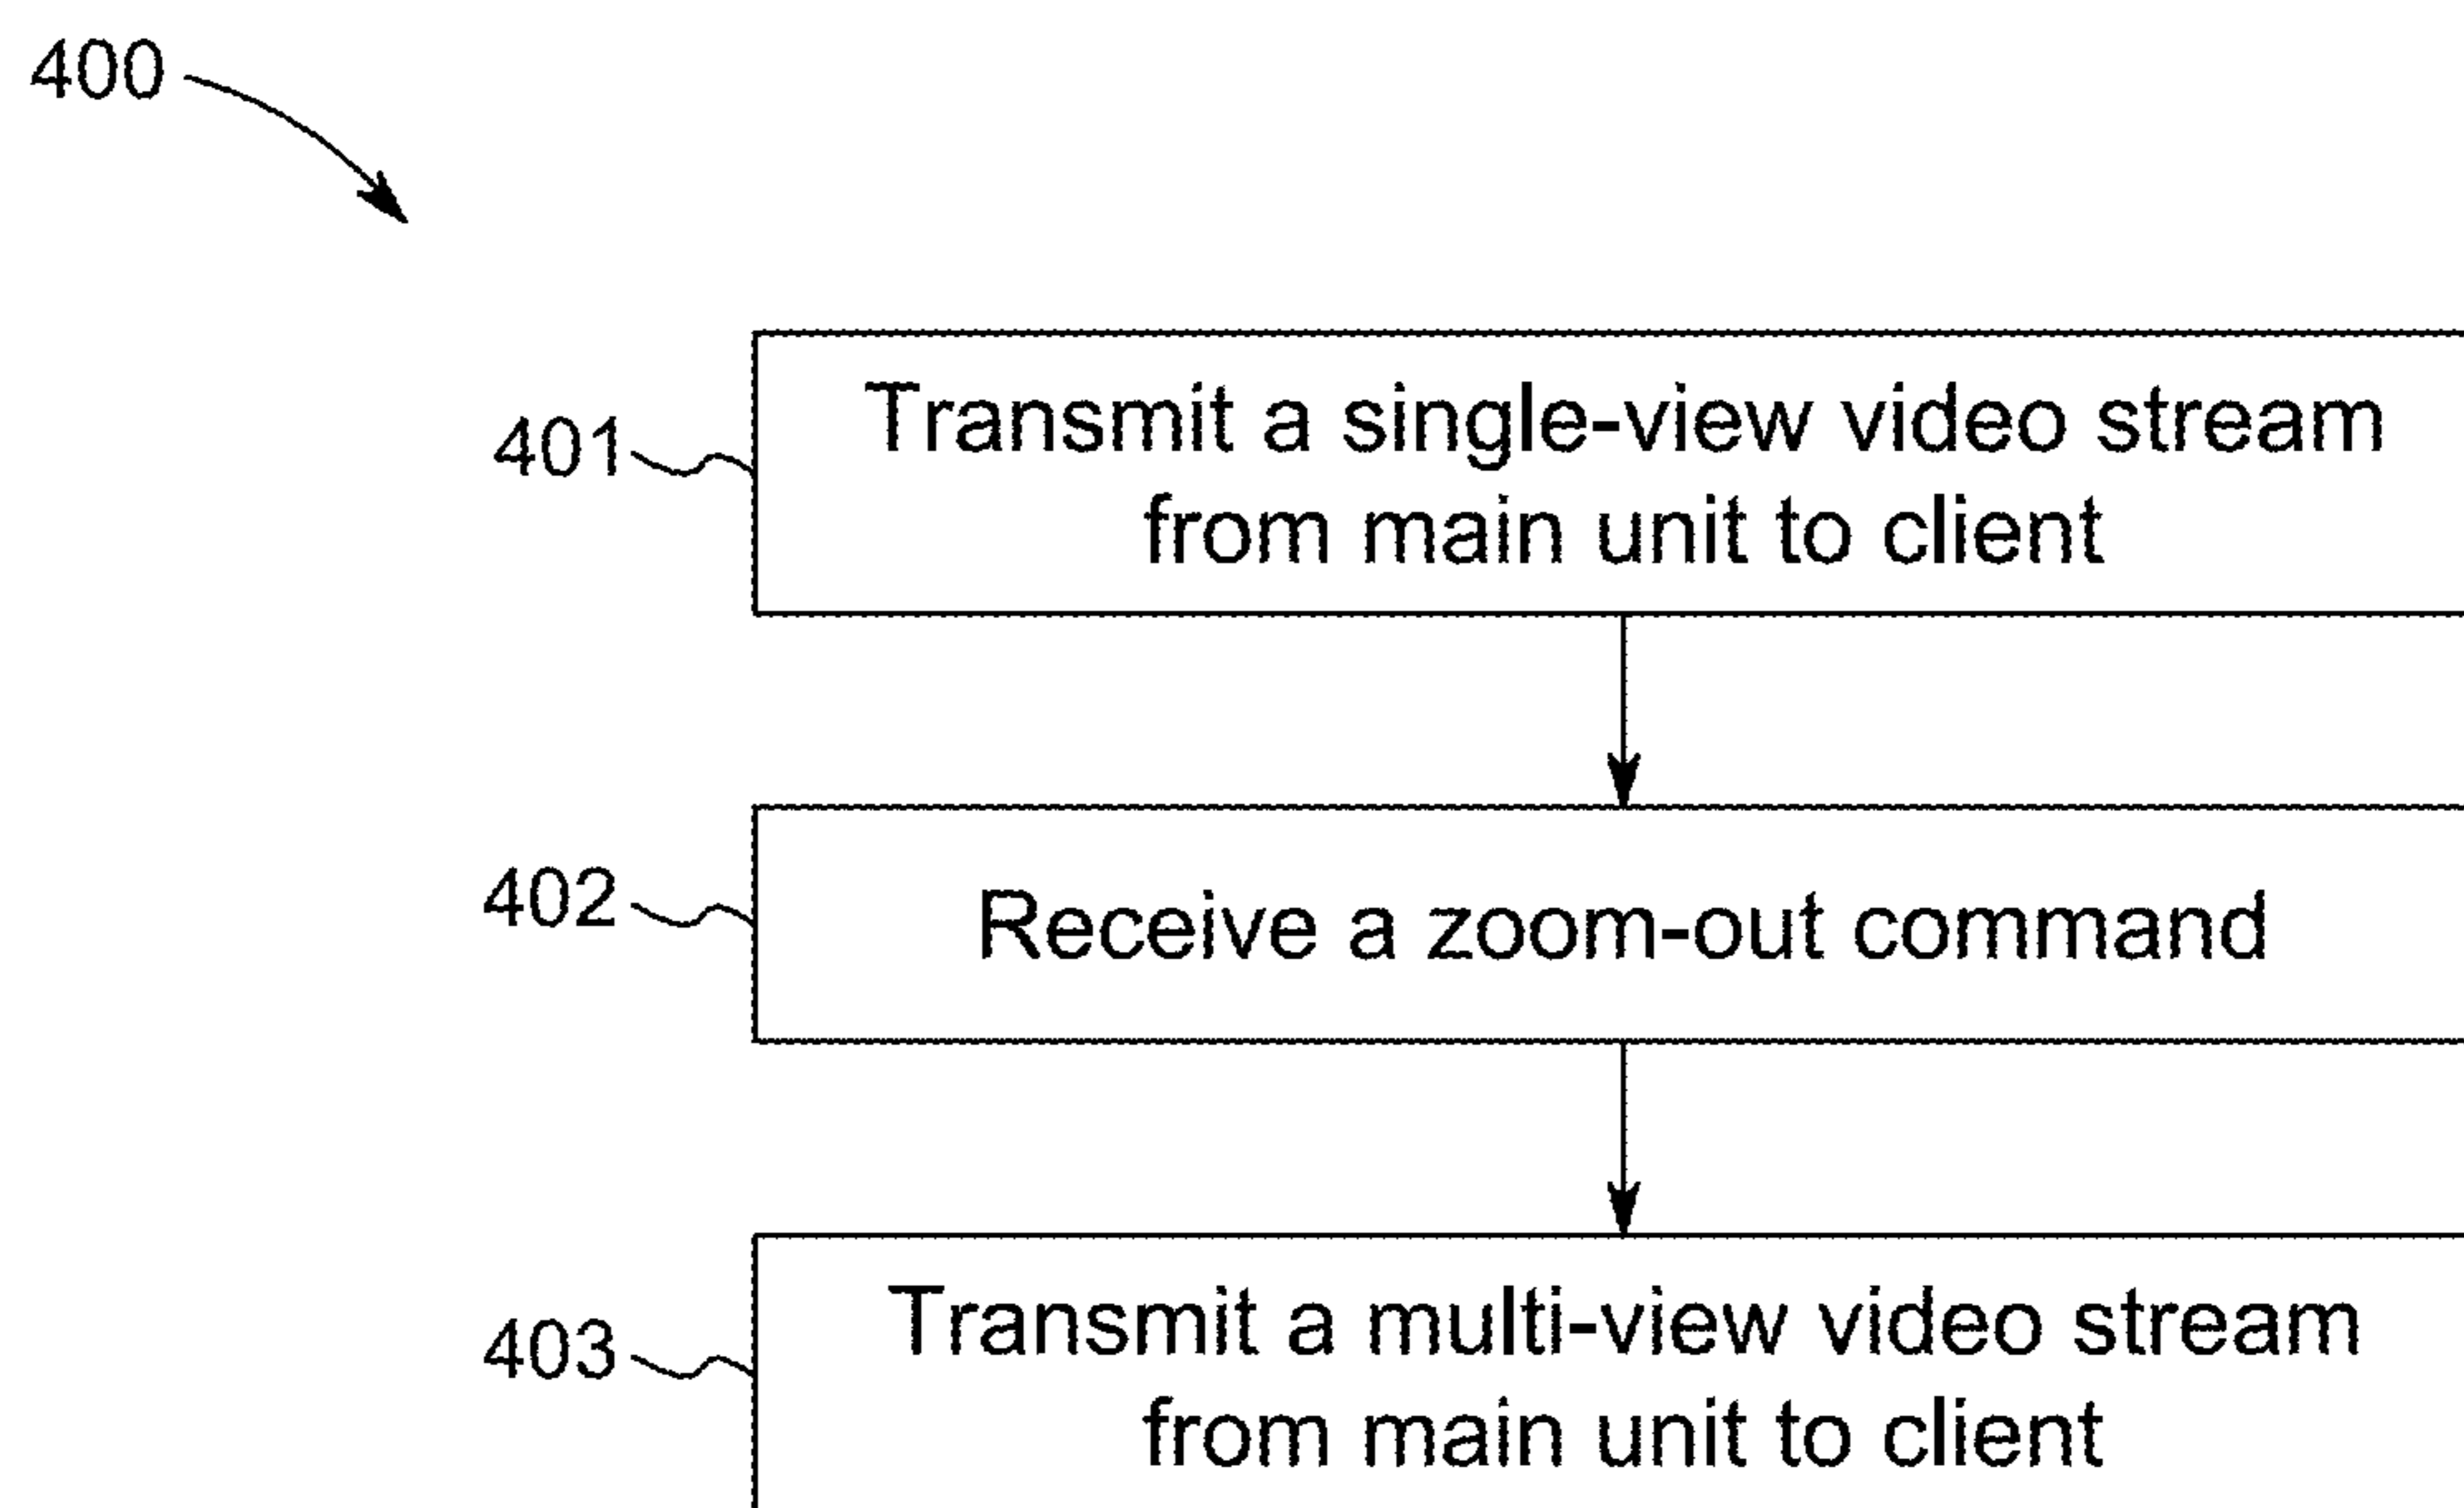 400
401
Transmit a single-view video stream
from main unit to client
402
Receive a zoom-out command
403
Transmit a multi-view video stream
from main unit to client